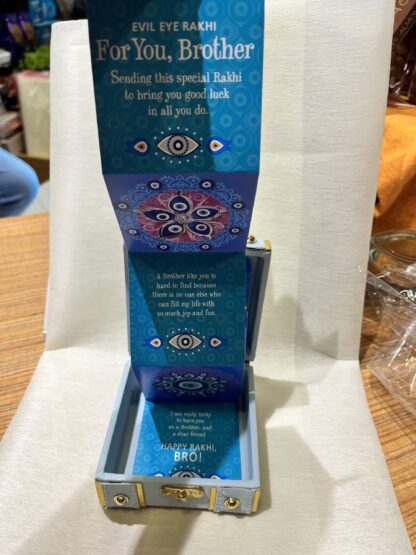 EVIL EYE RAKHI
For You, Brother
Sending this special Rakhi
to bring you good luck
in all you do.
A Brother like you is
hard to find because
there is no one else who
can fill my life with
so much joy and fun.
I am really lucky
to have you
as a Brother, and
a dear friend.
HAPPY RAKHI,
BRO!